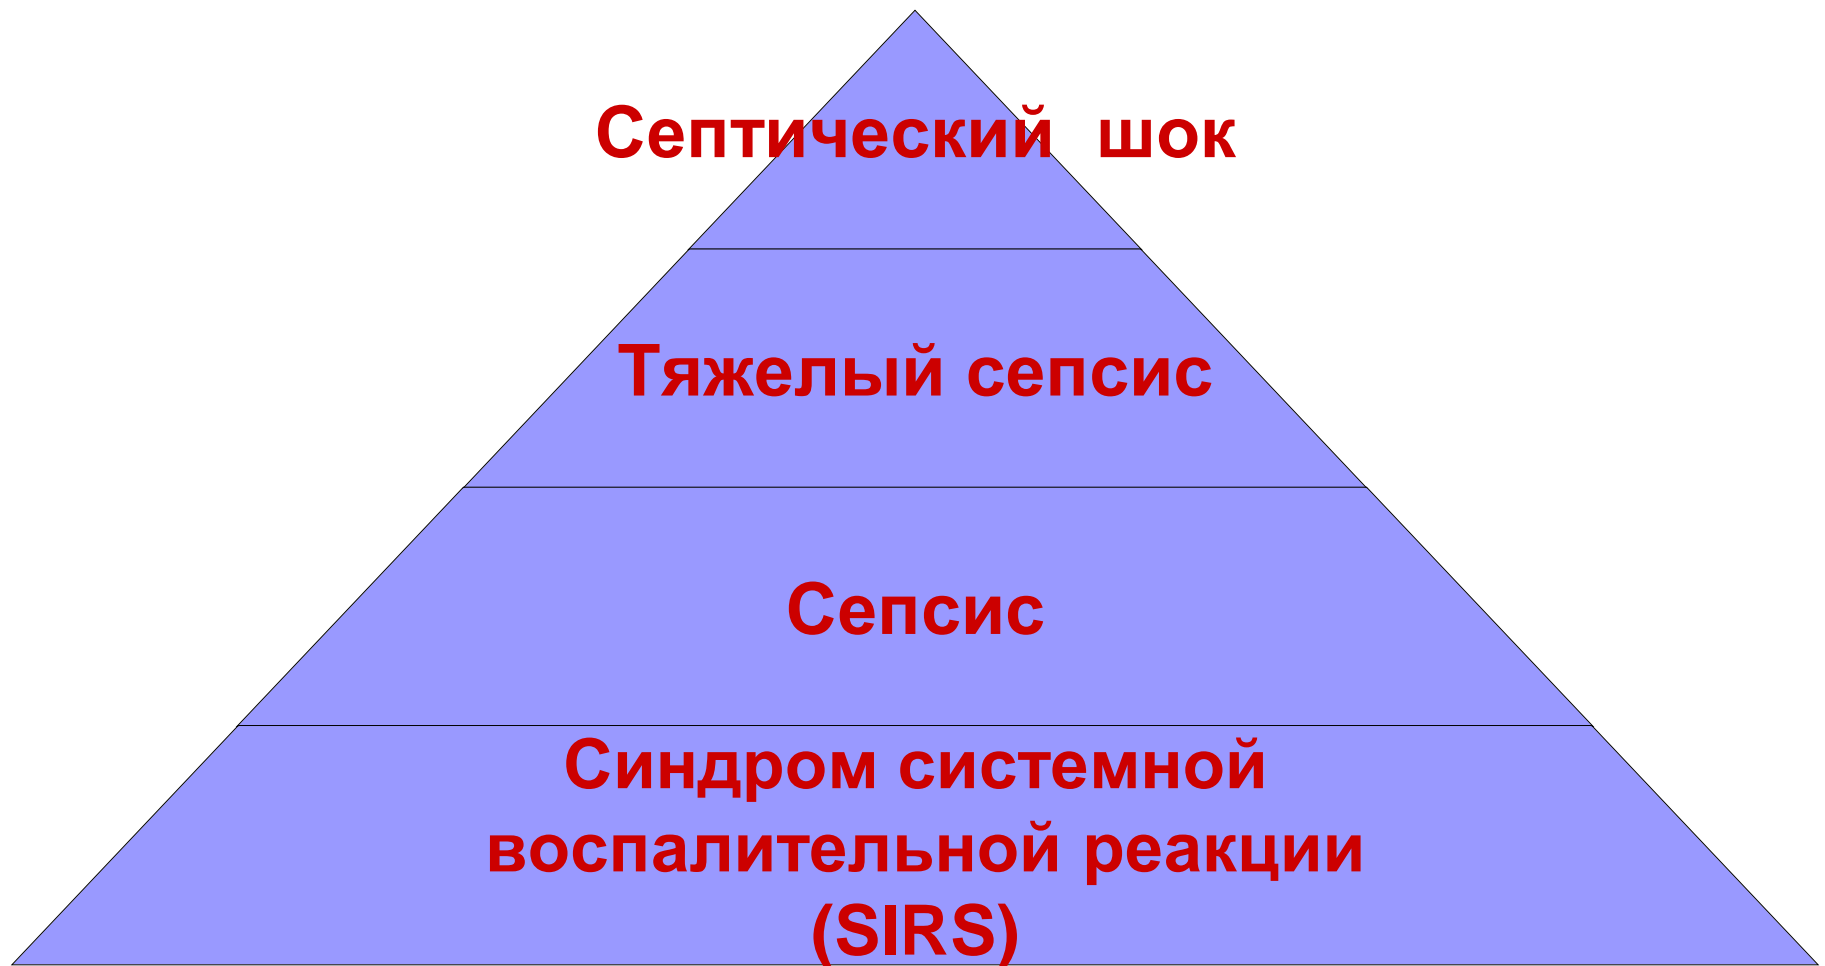 Септический шок
Тяжелый сепсис
Сепсис
Синдром системной
воспалительной реакции
(SIRS)